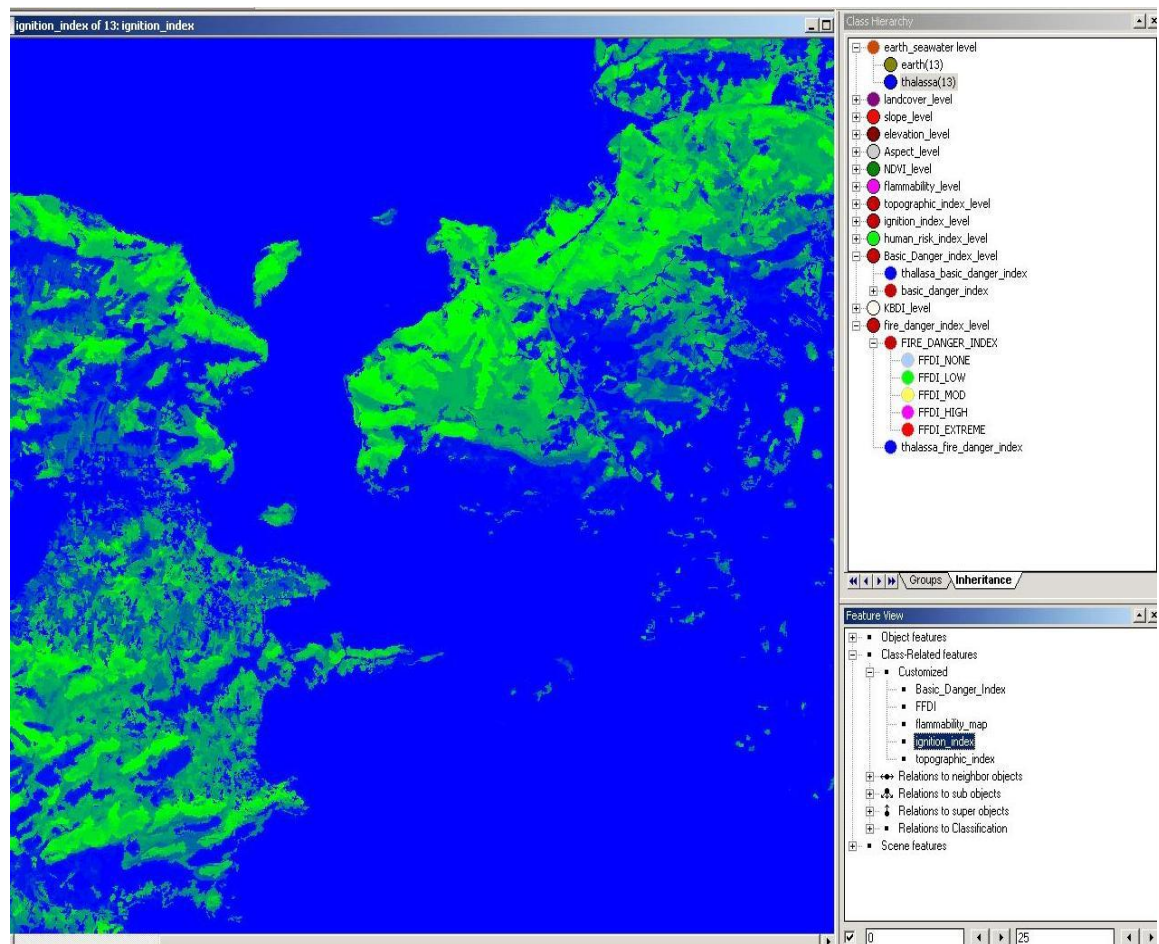 ignition_index of 13: ignition_index
Class Hierarchy
earth_seawater level
earth(13)
thalassa(13)
landcover_level
slope_level
elevation_level
Aspect_level
NDVI_level
flammability_level
topographic_index_level
ignition_index_level
human_risk_index_level
Basic_Danger_index_level
thallasa_basic_danger_index
basic_danger_index
KBDI_level
fire_danger_index_level
FIRE_DANGER_INDEX
FFDI_NONE
FFDI_LOW
FFDI_MOD
FFDI_HIGH
FFDI_EXTREME
thalassa_fire_danger_index
Groups Inheritance
Feature View
Object features
Class-Related features
Customized
Basic_Danger_Index
FFDI
flammability_map
ignition_index
topographic_index
Relations to neighbor objects
Relations to sub objects
Relations to super objects
Relations to Classification
Scene features
0 25